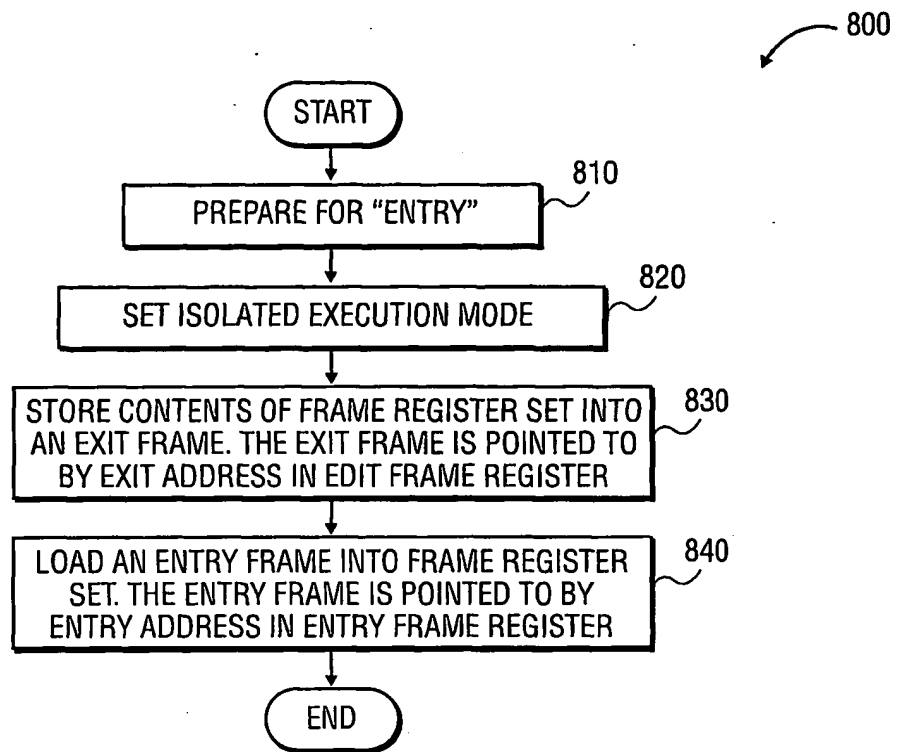 800
START
810
PREPARE FOR “ENTRY”
820
SET ISOLATED EXECUTION MODE
830
STORE CONTENTS OF FRAME REGISTER SET INTO
AN EXIT FRAME. THE EXIT FRAME IS POINTED TO
BY EXIT ADDRESS IN EDIT FRAME REGISTER
840
LOAD AN ENTRY FRAME INTO FRAME REGISTER
SET. THE ENTRY FRAME IS POINTED TO BY
ENTRY ADDRESS IN ENTRY FRAME REGISTER
END